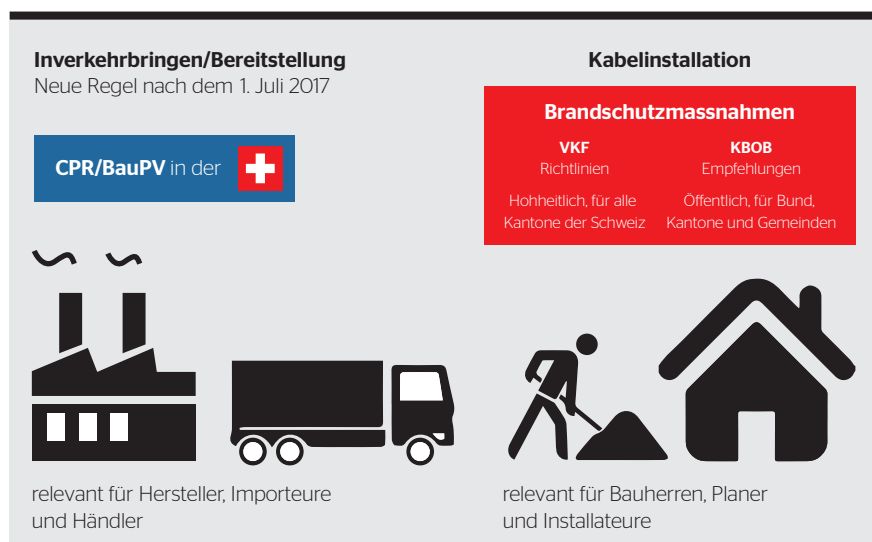 Inverkehrbringen/Bereitstellung
Neue Regel nach dem 1. Juli 2017
CPR/BauPV in der
relevant für Hersteller, Importeure
und Händler
Kabelinstallation
Brandschutzmassnahmen
VKF
Richtlinien
Hohheitlich, für alle
Kantone der Schweiz
KBOB
Empfehlungen
Öffentlich, für Bund,
Kantone und Gemeinden
relevant für Bauherren, Planer
und Installateure